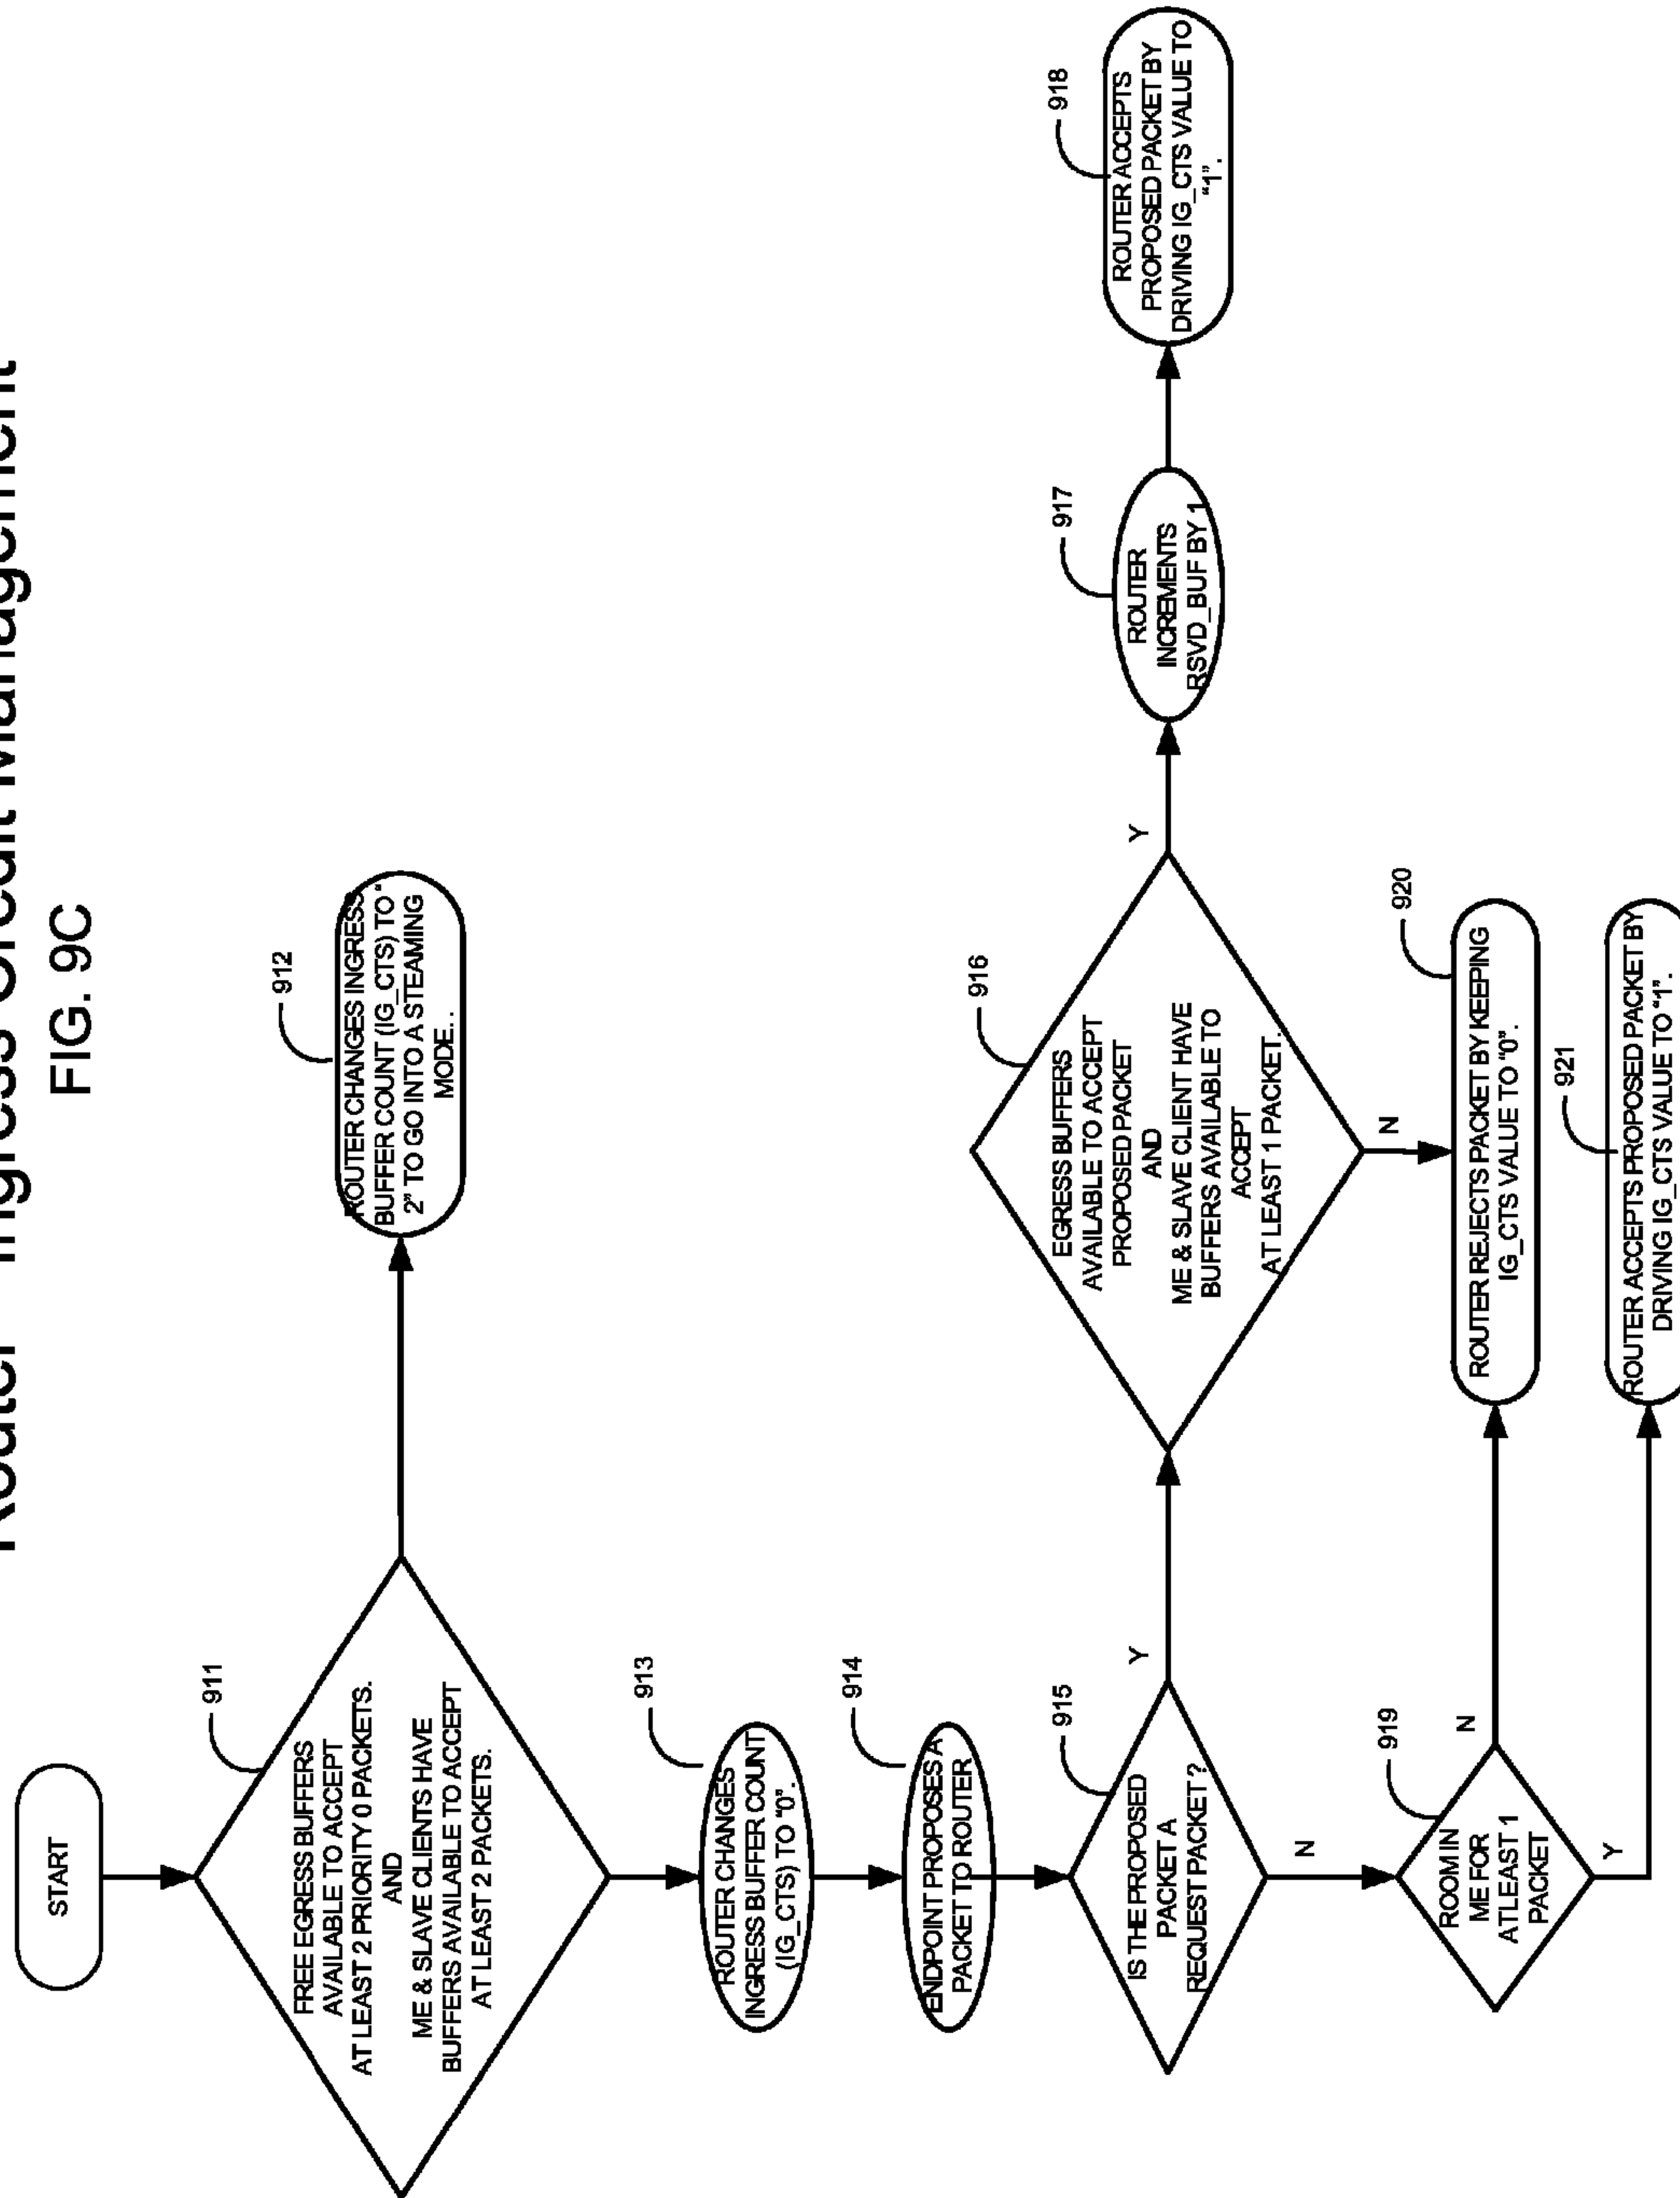 Router – Ingress Credit Management
FIG. 9C
START
911
FREE EGRESS BUFFERS
AVAILABLE TO ACCEPT
AT LEAST 2 PRIORITY 0 PACKETS.
AND
ME & SLAVE CLIENTS HAVE
BUFFERS AVAILABLE TO ACCEPT
AT LEAST 2 PACKETS.
912
ROUTER CHANGES INGRESS
BUFFER COUNT (IG_CTS) TO "
2" TO GO INTO A STEAMING
MODE. .
913
ROUTER CHANGES
INGRESS BUFFER COUNT
(IG_CTS) TO "0".
914
ENDPOINT PROPOSES A
PACKET TO ROUTER
915
IS THE PROPOSED
PACKET A
REQUEST PACKET?
Y
N
916
EGRESS BUFFERS
AVAILABLE TO ACCEPT
PROPOSED PACKET
AND
ME & SLAVE CLIENT HAVE
BUFFERS AVAILABLE TO
ACCEPT
AT LEAST 1 PACKET.
Y
N
917
ROUTER
INCREMENTS
RSVD_BUF BY 1
918
ROUTER ACCEPTS
PROPOSED PACKET BY
DRIVING IG_CTS VALUE TO
"1".
919
ROOM IN
ME FOR
ATLEAST 1
PACKET
N
Y
920
ROUTER REJECTS PACKET BY KEEPING
IG_CTS VALUE TO "0".
921
ROUTER ACCEPTS PROPOSED PACKET BY
DRIVING IG_CTS VALUE TO "1".